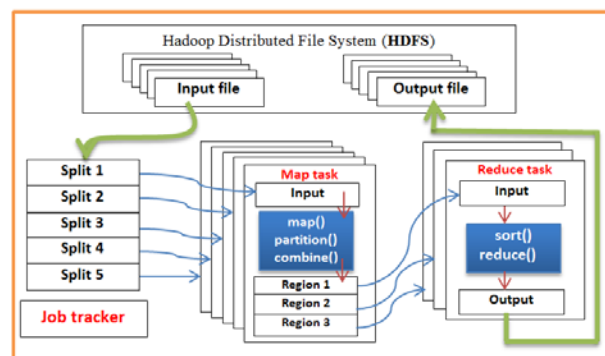 Hadoop Distributed File System (HDFS)
Input file
Output file
Split 1
Split 2
Split 3
Split 4
Split 5
Job tracker
Map task
Input
map()
partition()
combine()
Region 1
Region 2
Region 3
Reduce task
Input
sort()
reduce()
Output